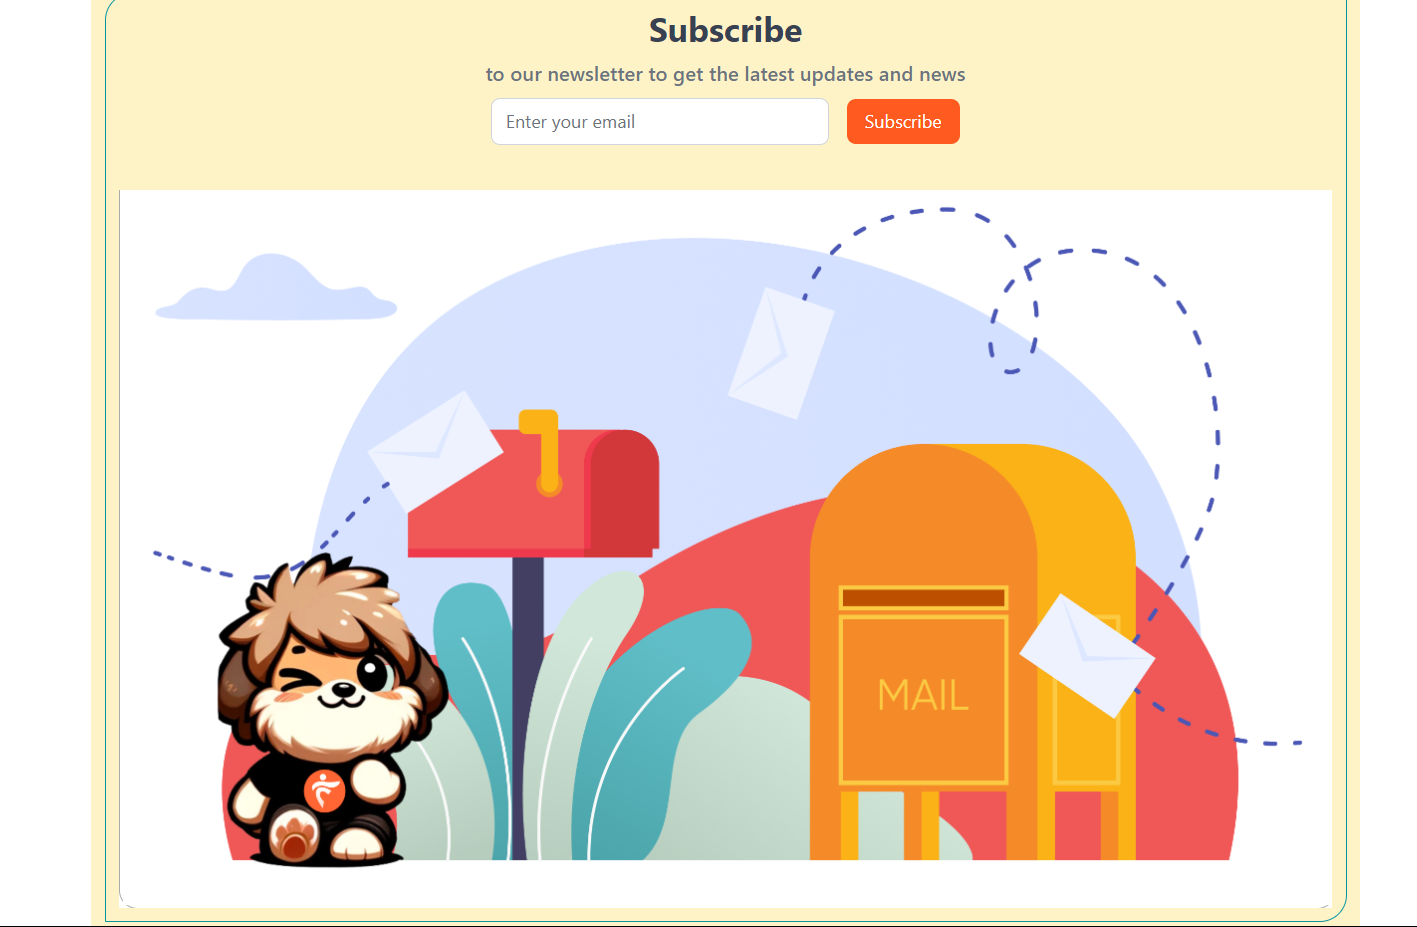 Subscribe
to our newsletter to get the latest updates and news
Enter your email
Subscribe
MAIL